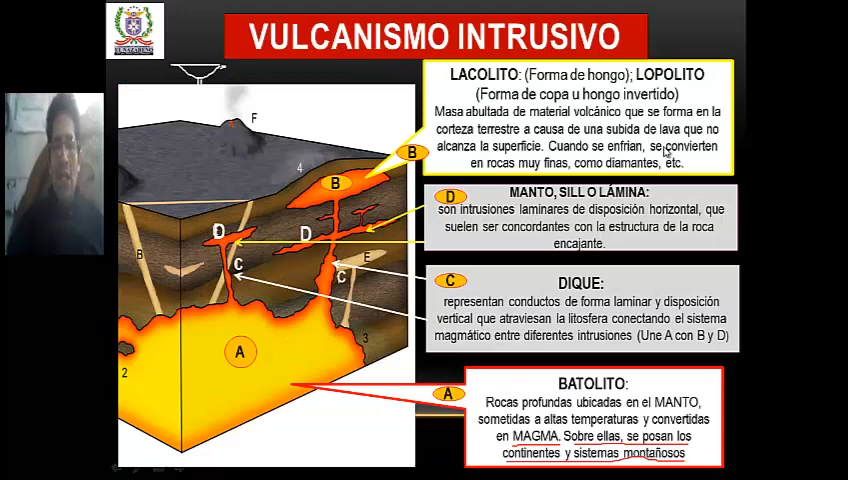 VULCANISMO INTRUSIVO
LACOLITO: (Forma de hongo); LOPOLITO
(Forma de copa u hongo invertido)
Masa abultada de material volcánico que se forma en la
corteza terrestre a causa de una subida de lava que no
alcanza la superficie. Cuando se enfrían, se convierten
en rocas muy finas, como diamantes, etc.
B
MANTO, SILL O LÁMINA:
D
son intrusiones laminares de disposición horizontal, que
suelen ser concordantes con la estructura de la roca
encajante.
DIQUE:
C
representan conductos de forma laminar y disposición
vertical que atraviesan la litosfera conectando el sistema
magmático entre diferentes intrusiones (Une A con B y D)
BATOLITO:
A
Rocas profundas ubicadas en el MANTO,
sometidas a altas temperaturas y convertidas
en MAGMA. Sobre ellas, se posan los
continentes y sistemas montañosos
F
4
B
D
D
B
C
C
E
A
3
2